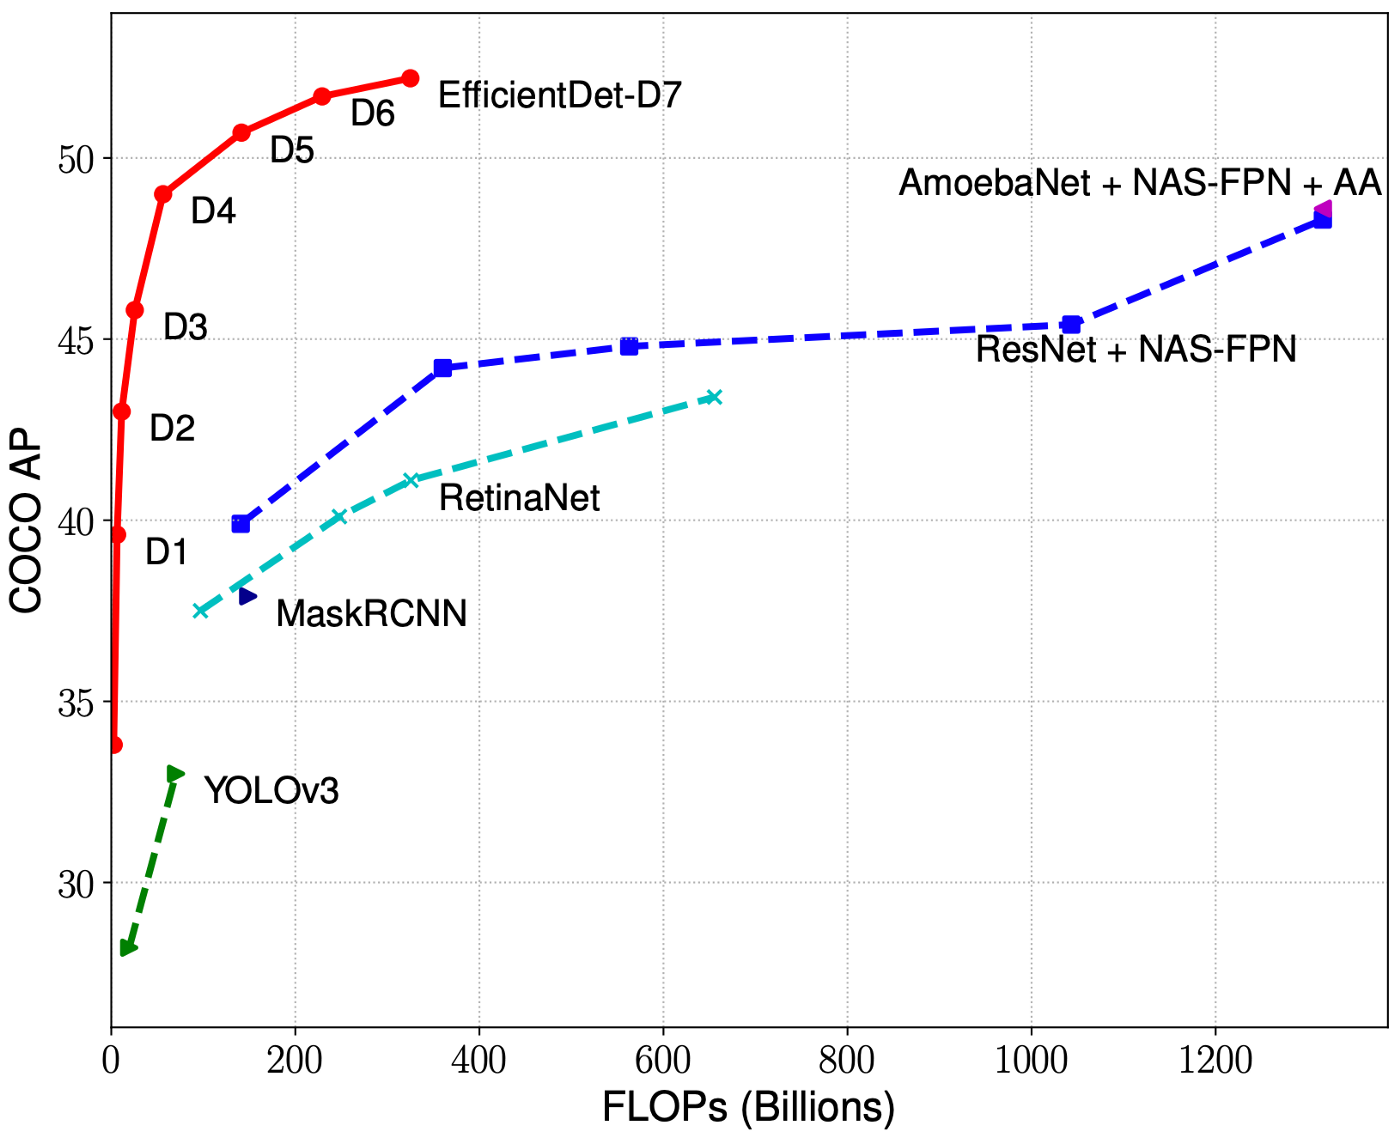 EfficientDet-D7
D6
D5
50
AmoebaNet + NAS-FPN + AA
D4
D3
45
ResNet + NAS-FPN
D2
RetinaNet
40
D1
COCO AP
MaskRCNN
35
YOLOv3
30
0 200 400 600 800 1000 1200
FLOPs (Billions)